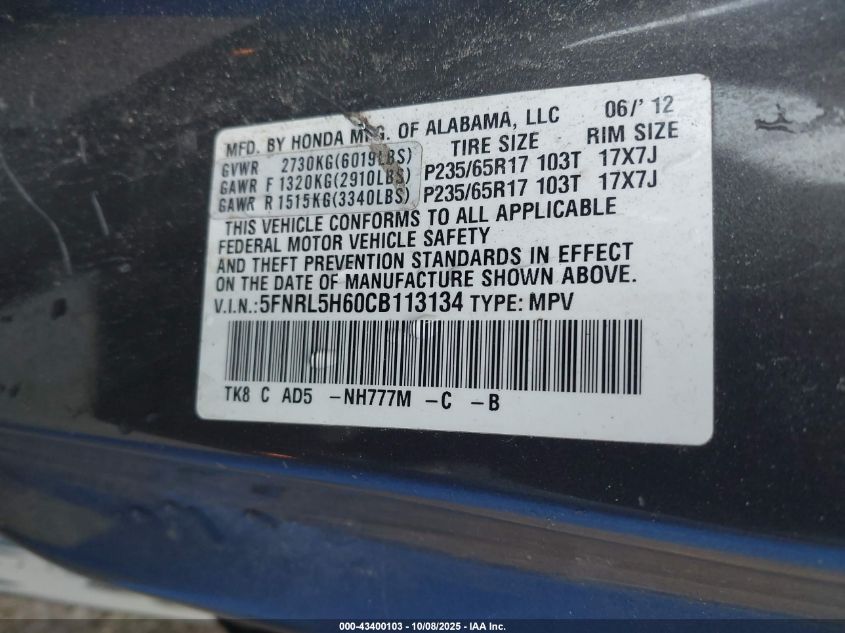 MFD. BY HONDA MFG. OF ALABAMA, LLC 06/'12
TIRE SIZE RIM SIZE
GVWR 2730KG(6019LBS)
GAWR F 1320KG(2910LBS) P235/65R17 103T 17X7J
GAWR R 1515KG(3340LBS) P235/65R17 103T 17X7J
THIS VEHICLE CONFORMS TO ALL APPLICABLE
FEDERAL MOTOR VEHICLE SAFETY
AND THEFT PREVENTION STANDARDS IN EFFECT
ON THE DATE OF MANUFACTURE SHOWN ABOVE.
V.I.N.:5FNRL5H60CB113134 TYPE: MPV
TK8 C AD5 -NH777M -C -B
000-43400103 - 10/08/2025 - IAA Inc.